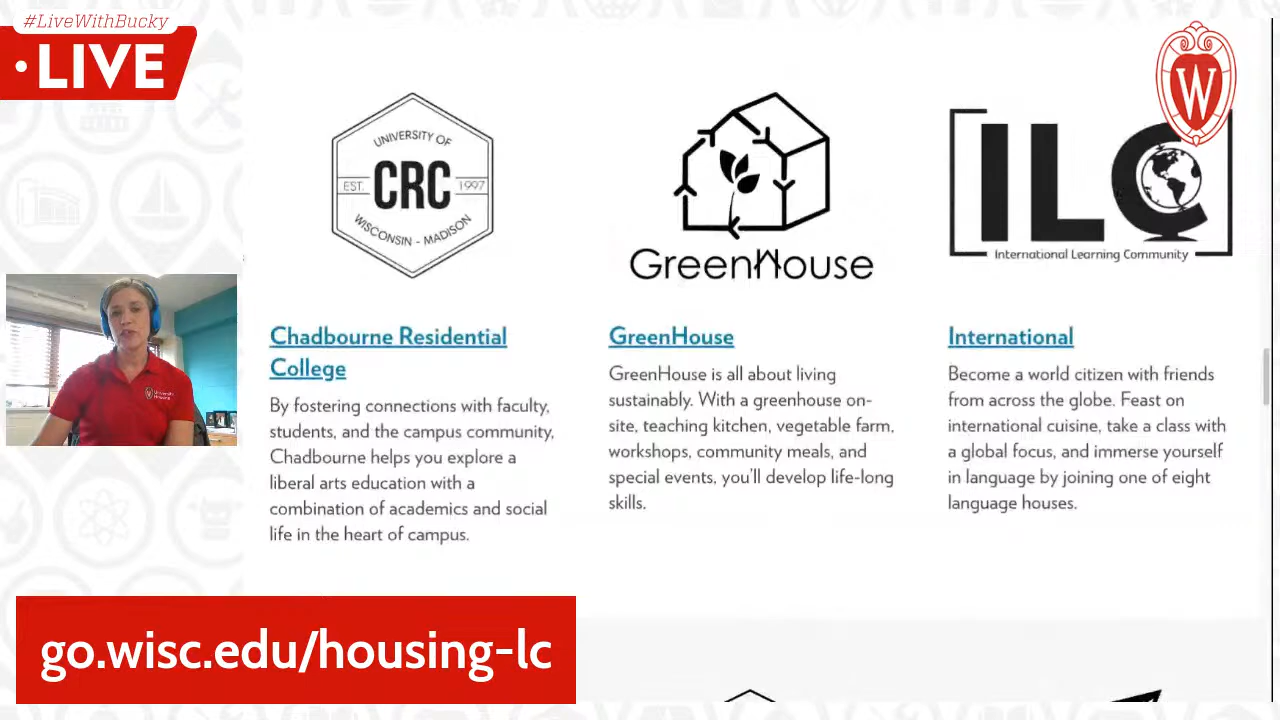 #LiveWithBucky
LIVE
W
UNIVERSITY OF
EST. CRC 1997
WISCONSIN - MADISON
GreenHouse
ILC
International Learning Community
Chadbourne Residential
College
By fostering connections with faculty,
students, and the campus community,
Chadbourne helps you explore a
liberal arts education with a
combination of academics and social
life in the heart of campus.
GreenHouse
GreenHouse is all about living
sustainably. With a greenhouse on-
site, teaching kitchen, vegetable farm,
workshops, community meals, and
special events, you'll develop life-long
skills.
International
Become a world citizen with friends
from across the globe. Feast on
international cuisine, take a class with
a global focus, and immerse yourself
in language by joining one of eight
language houses.
University
Housing
go.wisc.edu/housing-lc